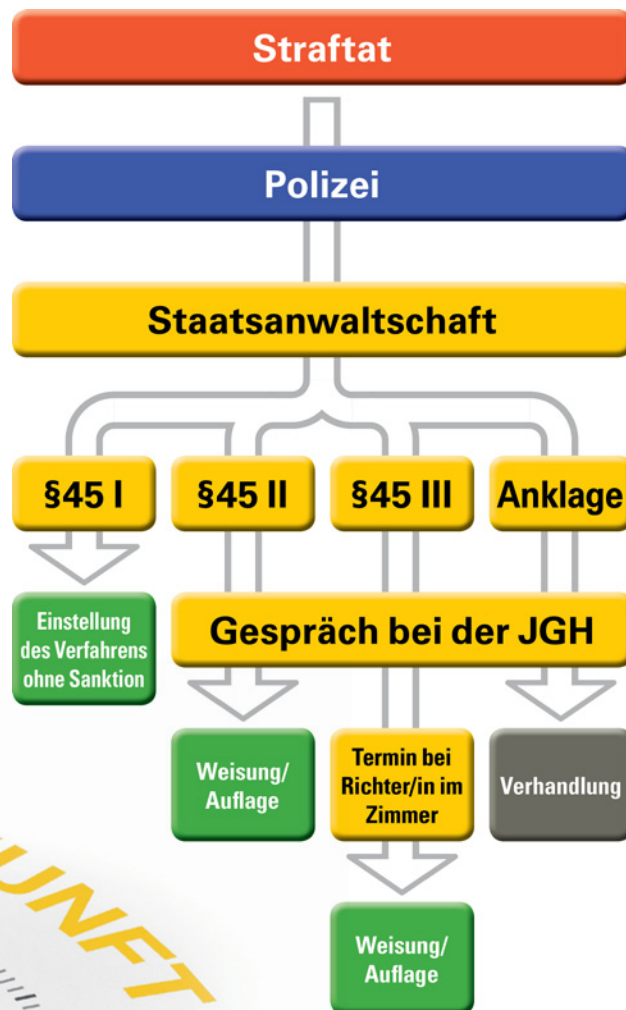 Straftat
Polizei
Staatsanwaltschaft
§45 I
§45 II
§45 III
Anklage
Einstellung
des Verfahrens
ohne Sanktion
Gespräch bei der JGH
Weisung/
Auflage
Termin bei
Richter/in im
Zimmer
Verhandlung
Weisung/
Auflage
UNFT